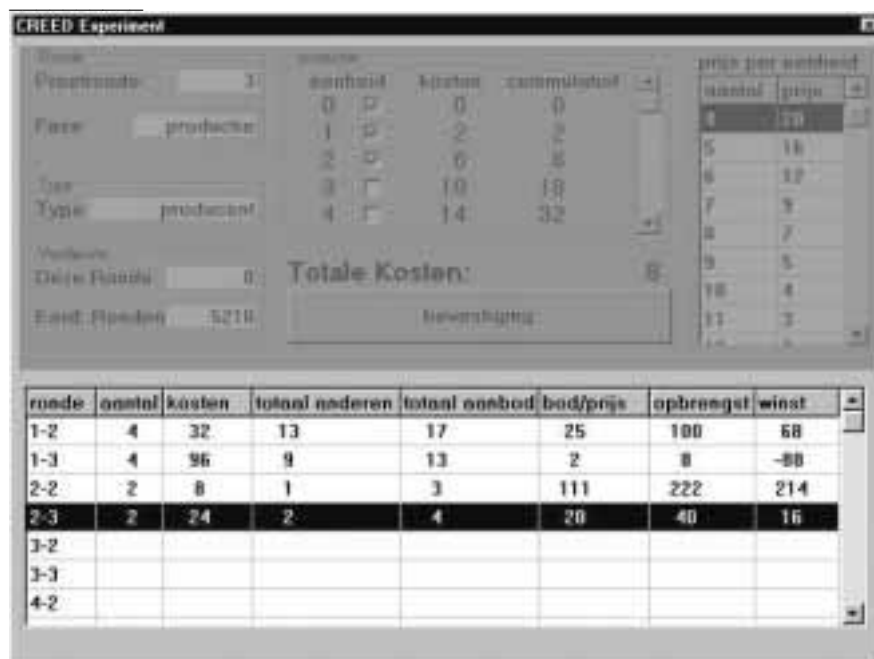 CREED Experiment
Proefronde: 3
Fase: productie
Type
Type: producent
Deze Ronde: 0
Eerd. Ronden 5210
eenheid kosten cummulatief
0 0 0
1 2 2
2 6 8
3 10 18
4 14 32
Totale Kosten: 8
bevestiging
prijs per eenheid
aantal prijs
4 20
5 16
6 12
7 9
8 7
9 5
10 4
11 3
ronde aantal kosten totaal anderen totaal aanbod bod/prijs opbrengst winst
1-2 4 32 13 17 25 100 68
1-3 4 96 9 13 2 8 -88
2-2 2 8 1 3 111 222 214
2-3 2 24 2 4 20 40 16
3-2
3-3
4-2